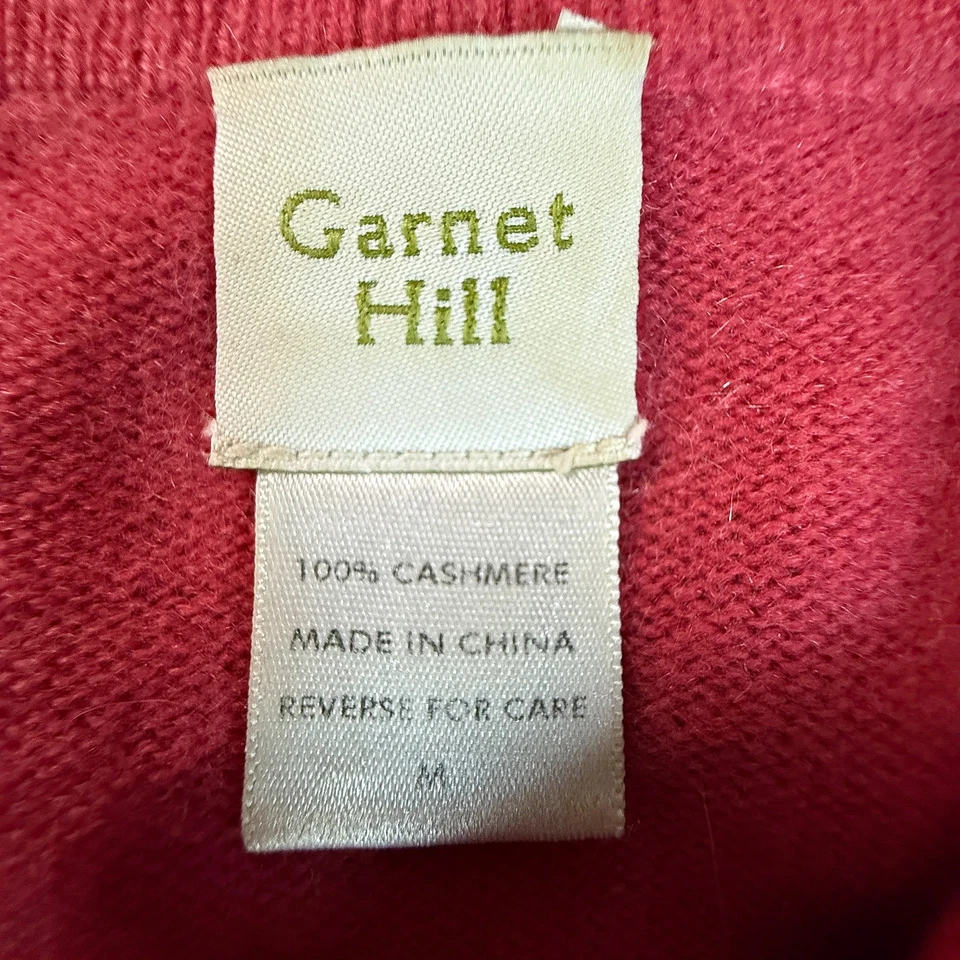 Garnet
Hill
100% CASHMERE
MADE IN CHINA
REVERSE FOR CARE
M